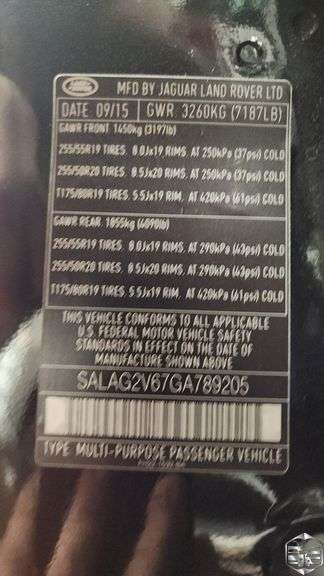 MFD BY JAGUAR LAND ROVER LTD
DATE 09/15 GWR 3260KG (7187LB)
GAWR FRONT 1450kg (3197lb)
255/55R19 TIRES. 8.0Jx19 RIMS AT 250kPa (37psi) COLD
255/50R20 TIRES. 8.5Jx20 RIMS AT 250kPa (37psi) COLD
T175/80R19 TIRES. 5.5Jx19 RIM. AT 420kPa (61psi) COLD
GAWR REAR 1855kg (4090lb)
255/55R19 TIRES. 8.0Jx19 RIMS. AT 290kPa (43psi) COLD
255/50R20 TIRES. 8.5Jx20 RIMS. AT 290kPa (43psi) COLD
T175/80R19 TIRES. 5.5Jx19 RIM. AT 420kPa (61psi) COLD
THIS VEHICLE CONFORMS TO ALL APPLICABLE
U.S. FEDERAL MOTOR VEHICLE SAFETY
STANDARDS IN EFFECT ON THE DATE OF
MANUFACTURE SHOWN ABOVE
SALAG2V67GA789205
TYPE MULTI-PURPOSE PASSENGER VEHICLE